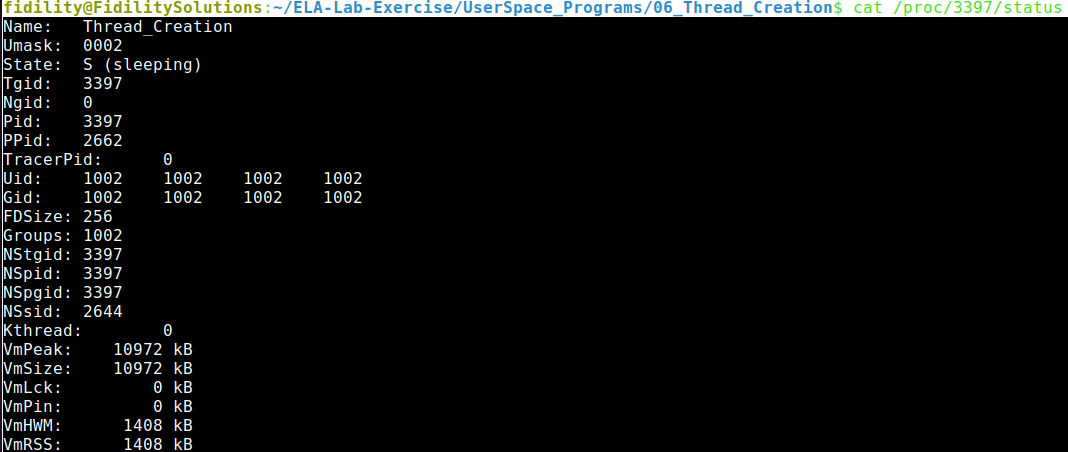 fidility@FidilitySolutions:~/ELA-Lab-Exercise/UserSpace_Programs/06_Thread_Creation$ cat /proc/3397/status
Name:	Thread_Creation
Umask:	0002
State:	S (sleeping)
Tgid:	3397
Ngid:	0
Pid:	3397
PPid:	2662
TracerPid:	0
Uid:	1002	1002	1002	1002
Gid:	1002	1002	1002	1002
FDSize:	256
Groups:	1002
NStgid:	3397
NSpid:	3397
NSpgid:	3397
NSsid:	2644
Kthread:	0
VmPeak:	   10972 kB
VmSize:	   10972 kB
VmLck:	       0 kB
VmPin:	       0 kB
VmHWM:	    1408 kB
VmRSS:	    1408 kB